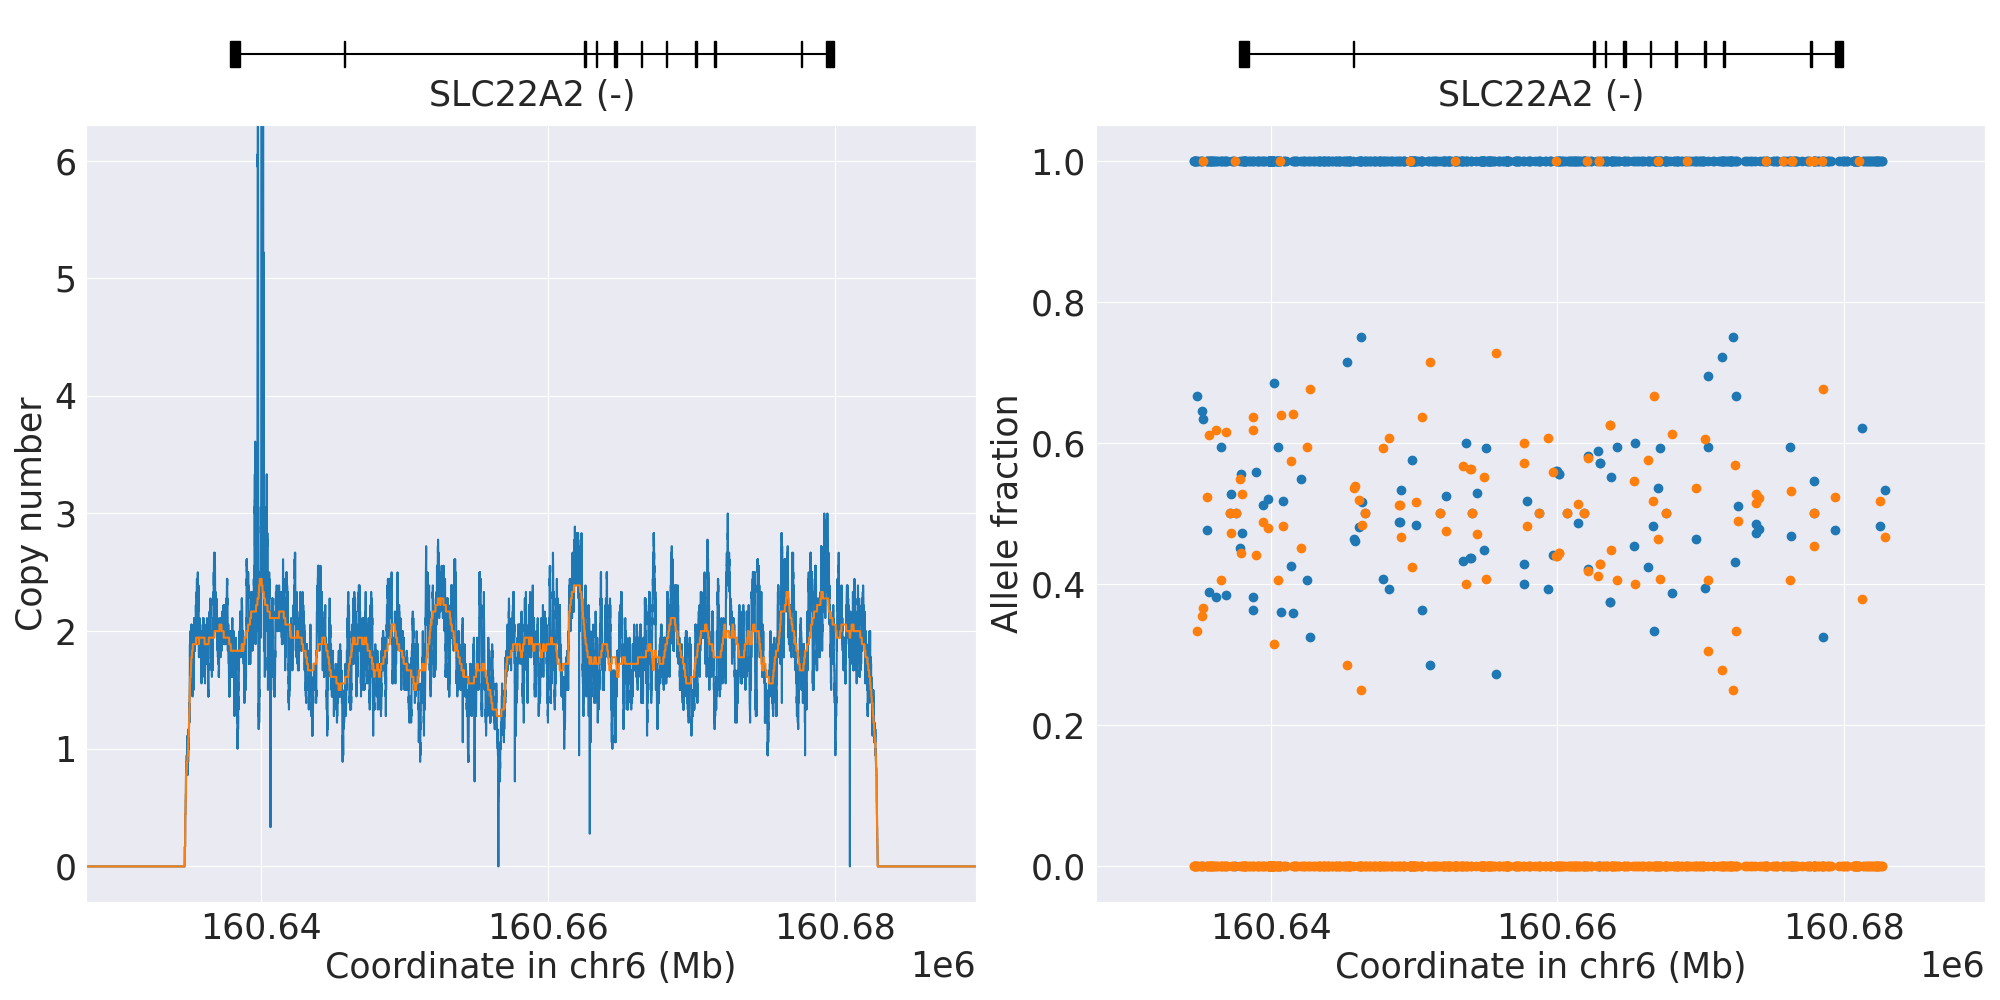 SLC22A2 (-)
6
5
4
3
2
1
0
Copy number
160.64 160.66 160.68
Coordinate in chr6 (Mb) 1e6
SLC22A2 (-)
1.0
0.8
0.6
0.4
0.2
0.0
Allele fraction
160.64 160.66 160.68
Coordinate in chr6 (Mb) 1e6